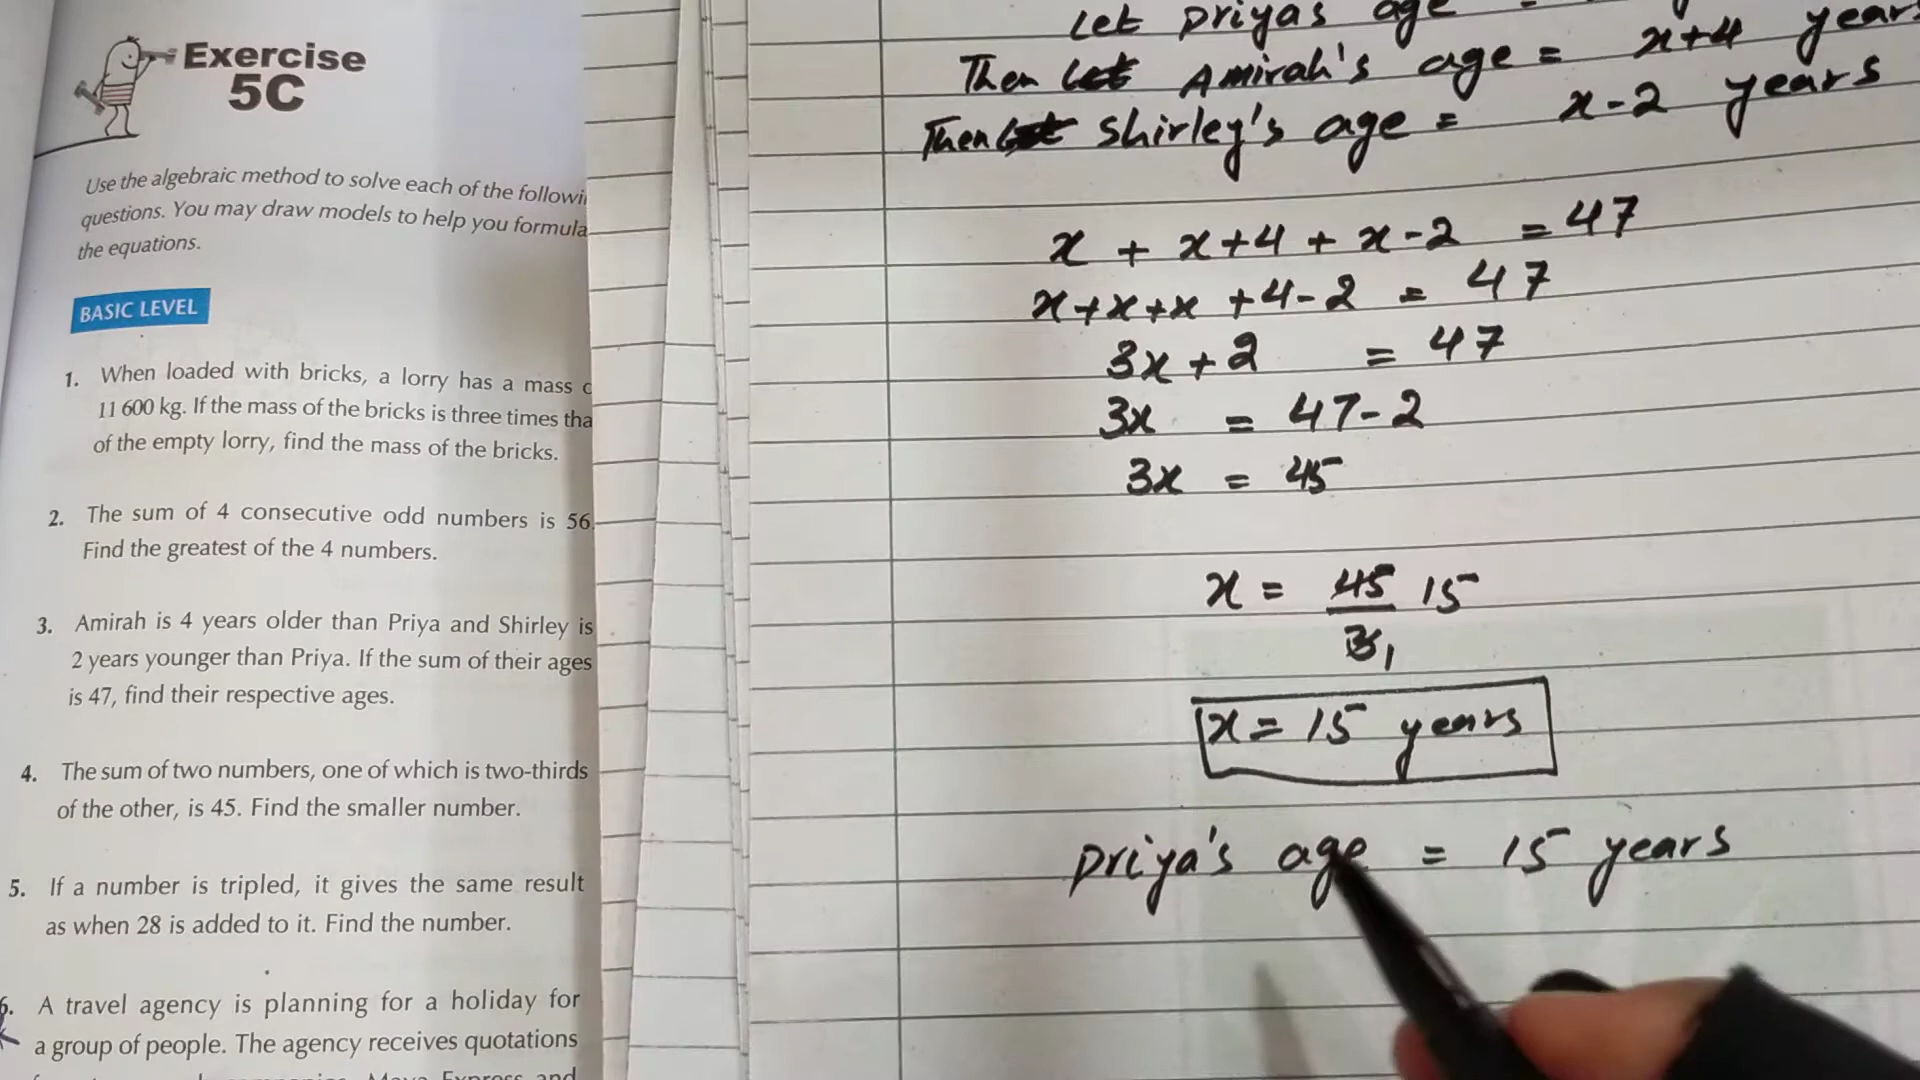 Exercise
5C
Use the algebraic method to solve each of the
questions. You may draw models to help you
the equations.
BASIC LEVEL
1. When loaded with bricks, a lorry has a mass
11 600 kg. If the mass of the bricks is three times
of the empty lorry, find the mass of the bricks.
2. The sum of 4 consecutive odd numbers is 56.
Find the greatest of the 4 numbers.
3. Amirah is 4 years older than Priya and Shirley is
2 years younger than Priya. If the sum of their ages
is 47, find their respective ages.
4. The sum of two numbers, one of which is two-thirds
of the other, is 45. Find the smaller number.
5. If a number is tripled, it gives the same result
as when 28 is added to it. Find the number.
6. A travel agency is planning for a holiday for
a group of people. The agency receives quotations
and
Let Priyas age
Then Let Amirah's age = x+4 years
Then Let Shirley's age = x-2 years
x + x+4 + x-2 = 47
x+x+x +4-2 = 47
3x+2 = 47
3x = 47-2
3x = 45
x = 45 15
3 1
x = 15 years
Priya's age = 15 years